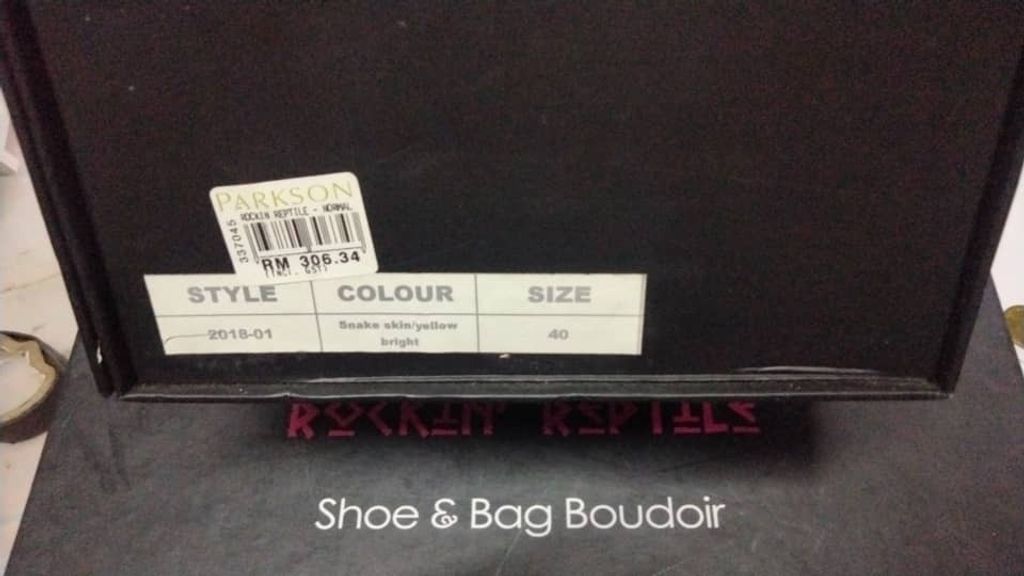 PARKSON
ROCKIN REPTILE - NORMAL
337045
RM 306.34
(INCL. GST)
STYLE COLOUR SIZE
2018-01 Snake skin/yellow bright 40
ROCKIN' REPTILE
Shoe & Bag Boudoir